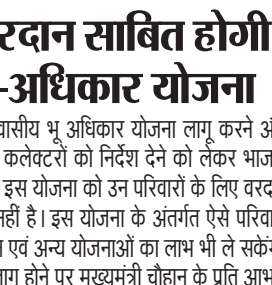 रदान साबित होगी
-अधिकार योजना
वासीय भू अधिकार योजना लागू करने अ
कलेक्टरों को निर्देश देने को लेकर भाज
इस योजना को उन परिवारों के लिए वरद
नहीं है। इस योजना के अंतर्गत ऐसे परिवा
एवं अन्य योजनाओं का लाभ भी ले सकेंग
लागू होने पर मुख्यमंत्री चौहान के प्रति आभ